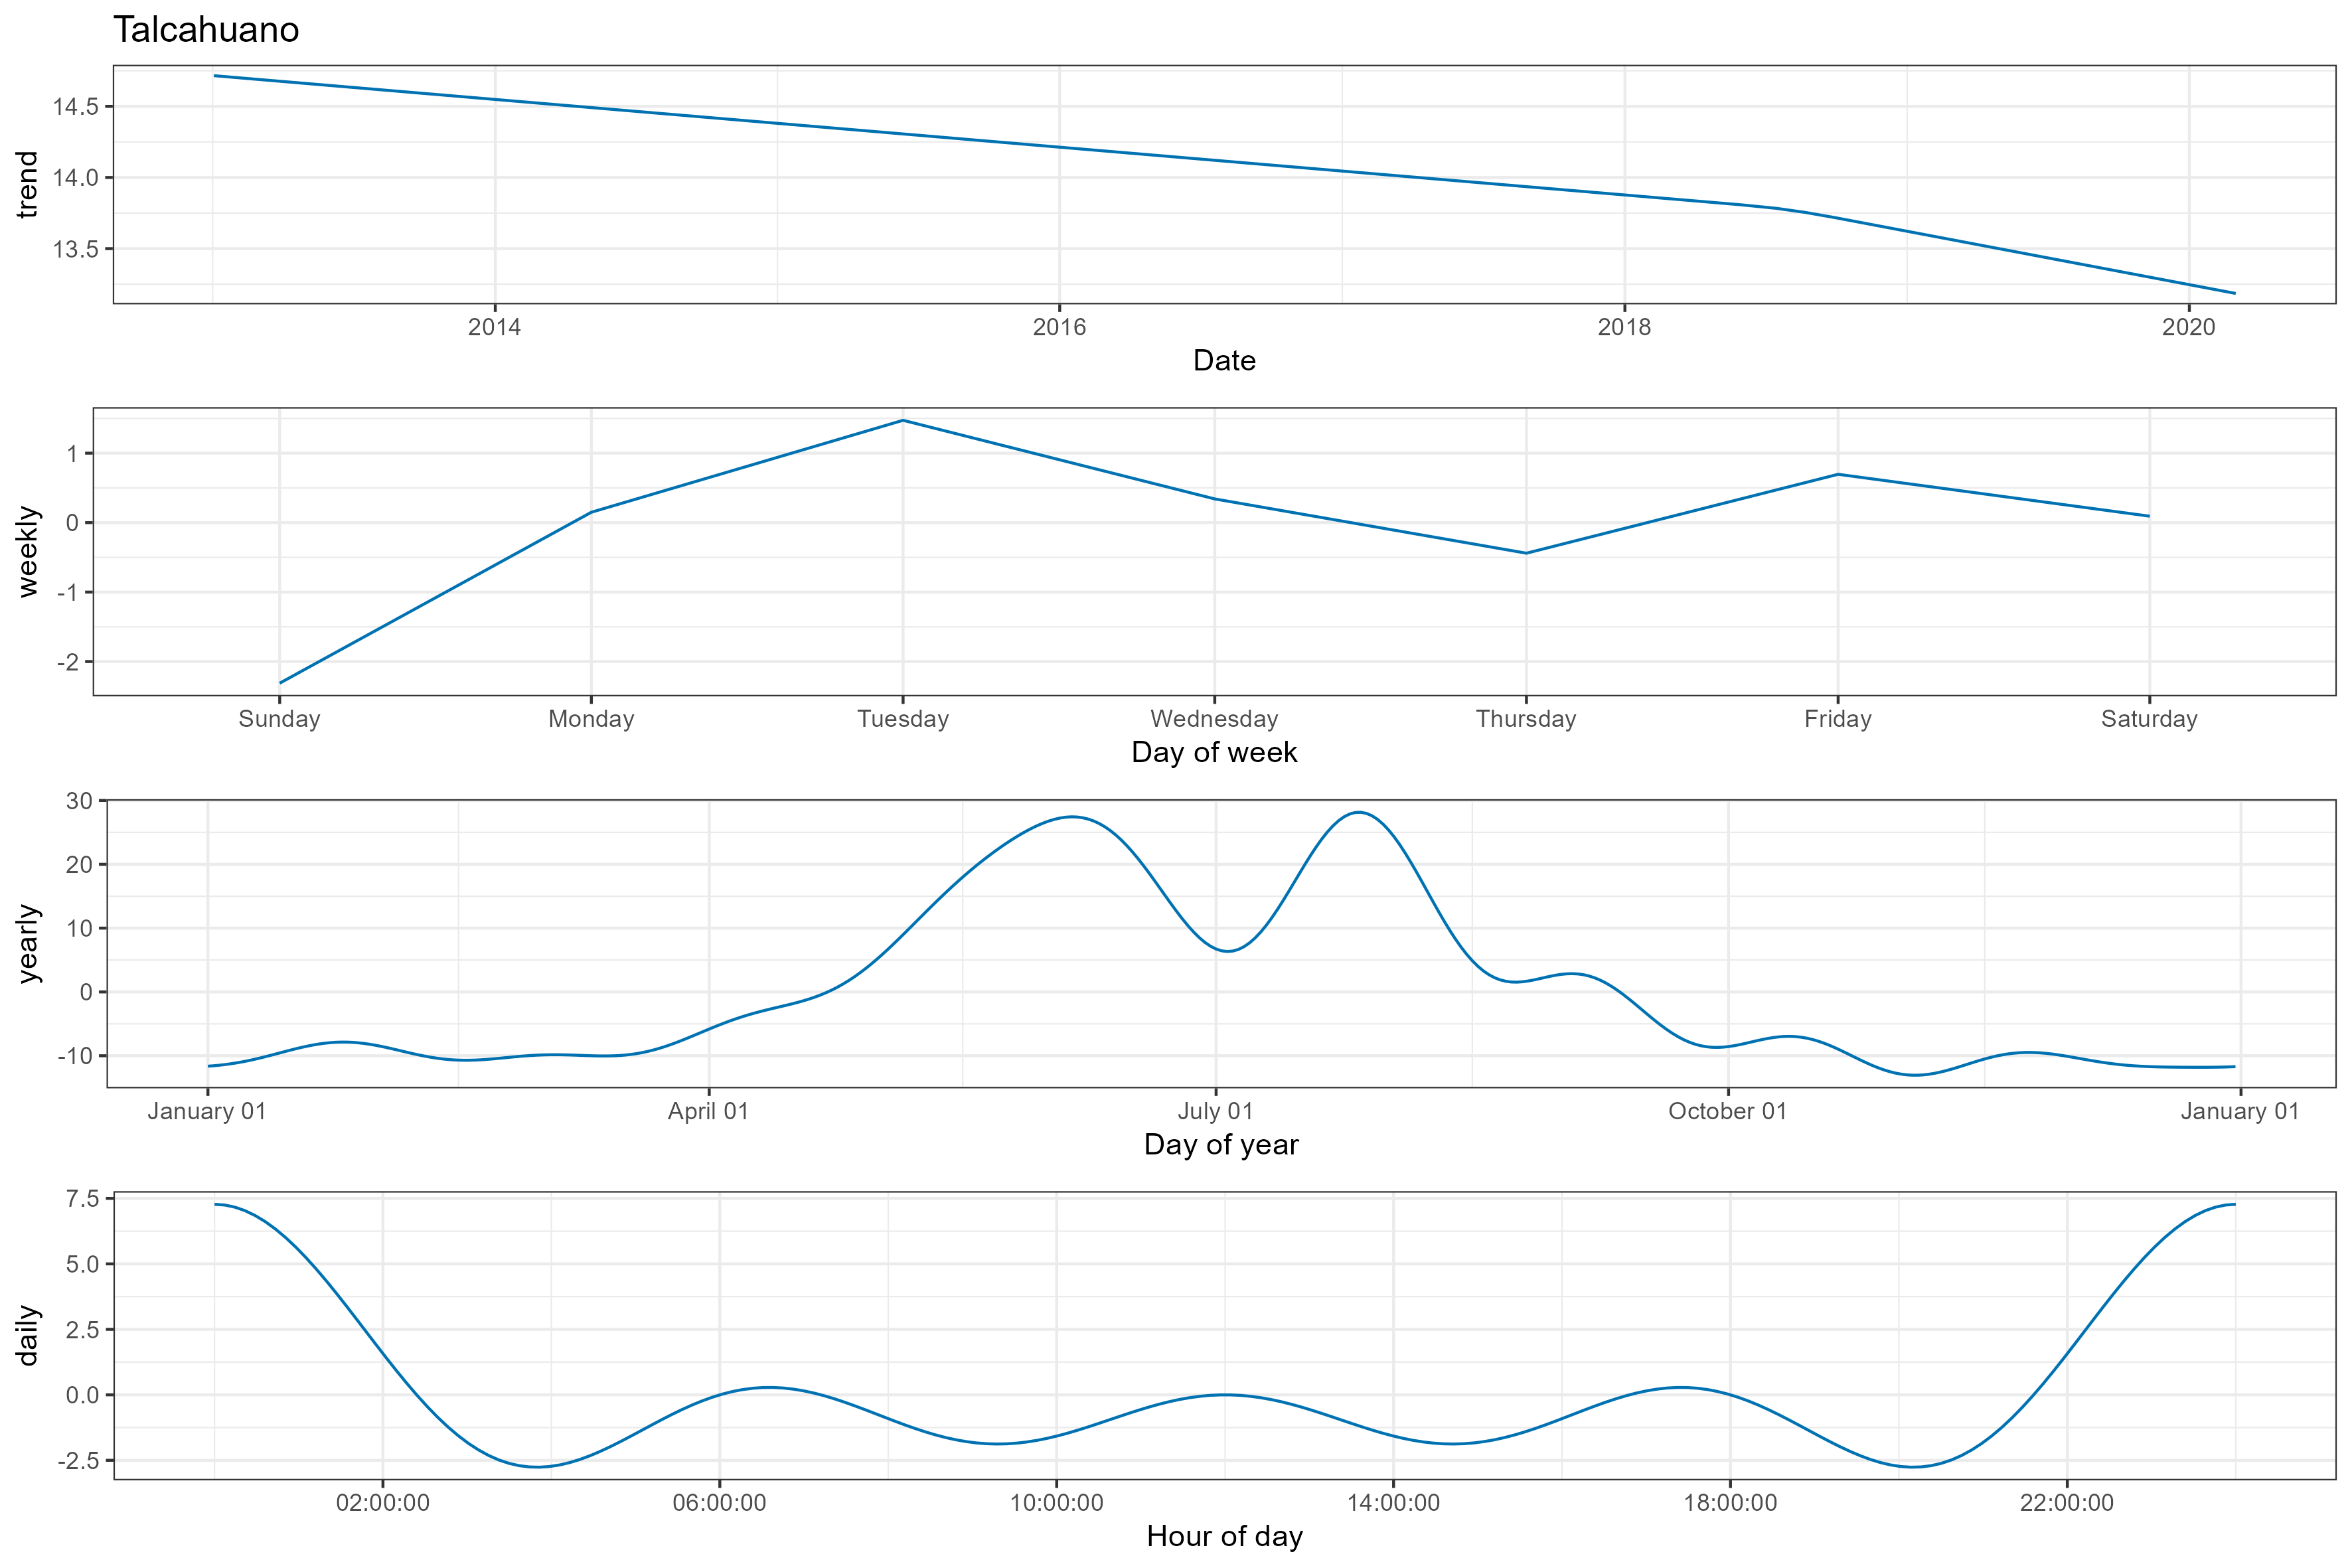 Talcahuano
14.5
14.0
13.5
trend
2014 2016 2018 2020
Date
1
0
-1
-2
weekly
Sunday Monday Tuesday Wednesday Thursday Friday Saturday
Day of week
30
20
10
0
-10
yearly
January 01 April 01 July 01 October 01 January 01
Day of year
7.5
5.0
2.5
0.0
-2.5
daily
02:00:00 06:00:00 10:00:00 14:00:00 18:00:00 22:00:00
Hour of day